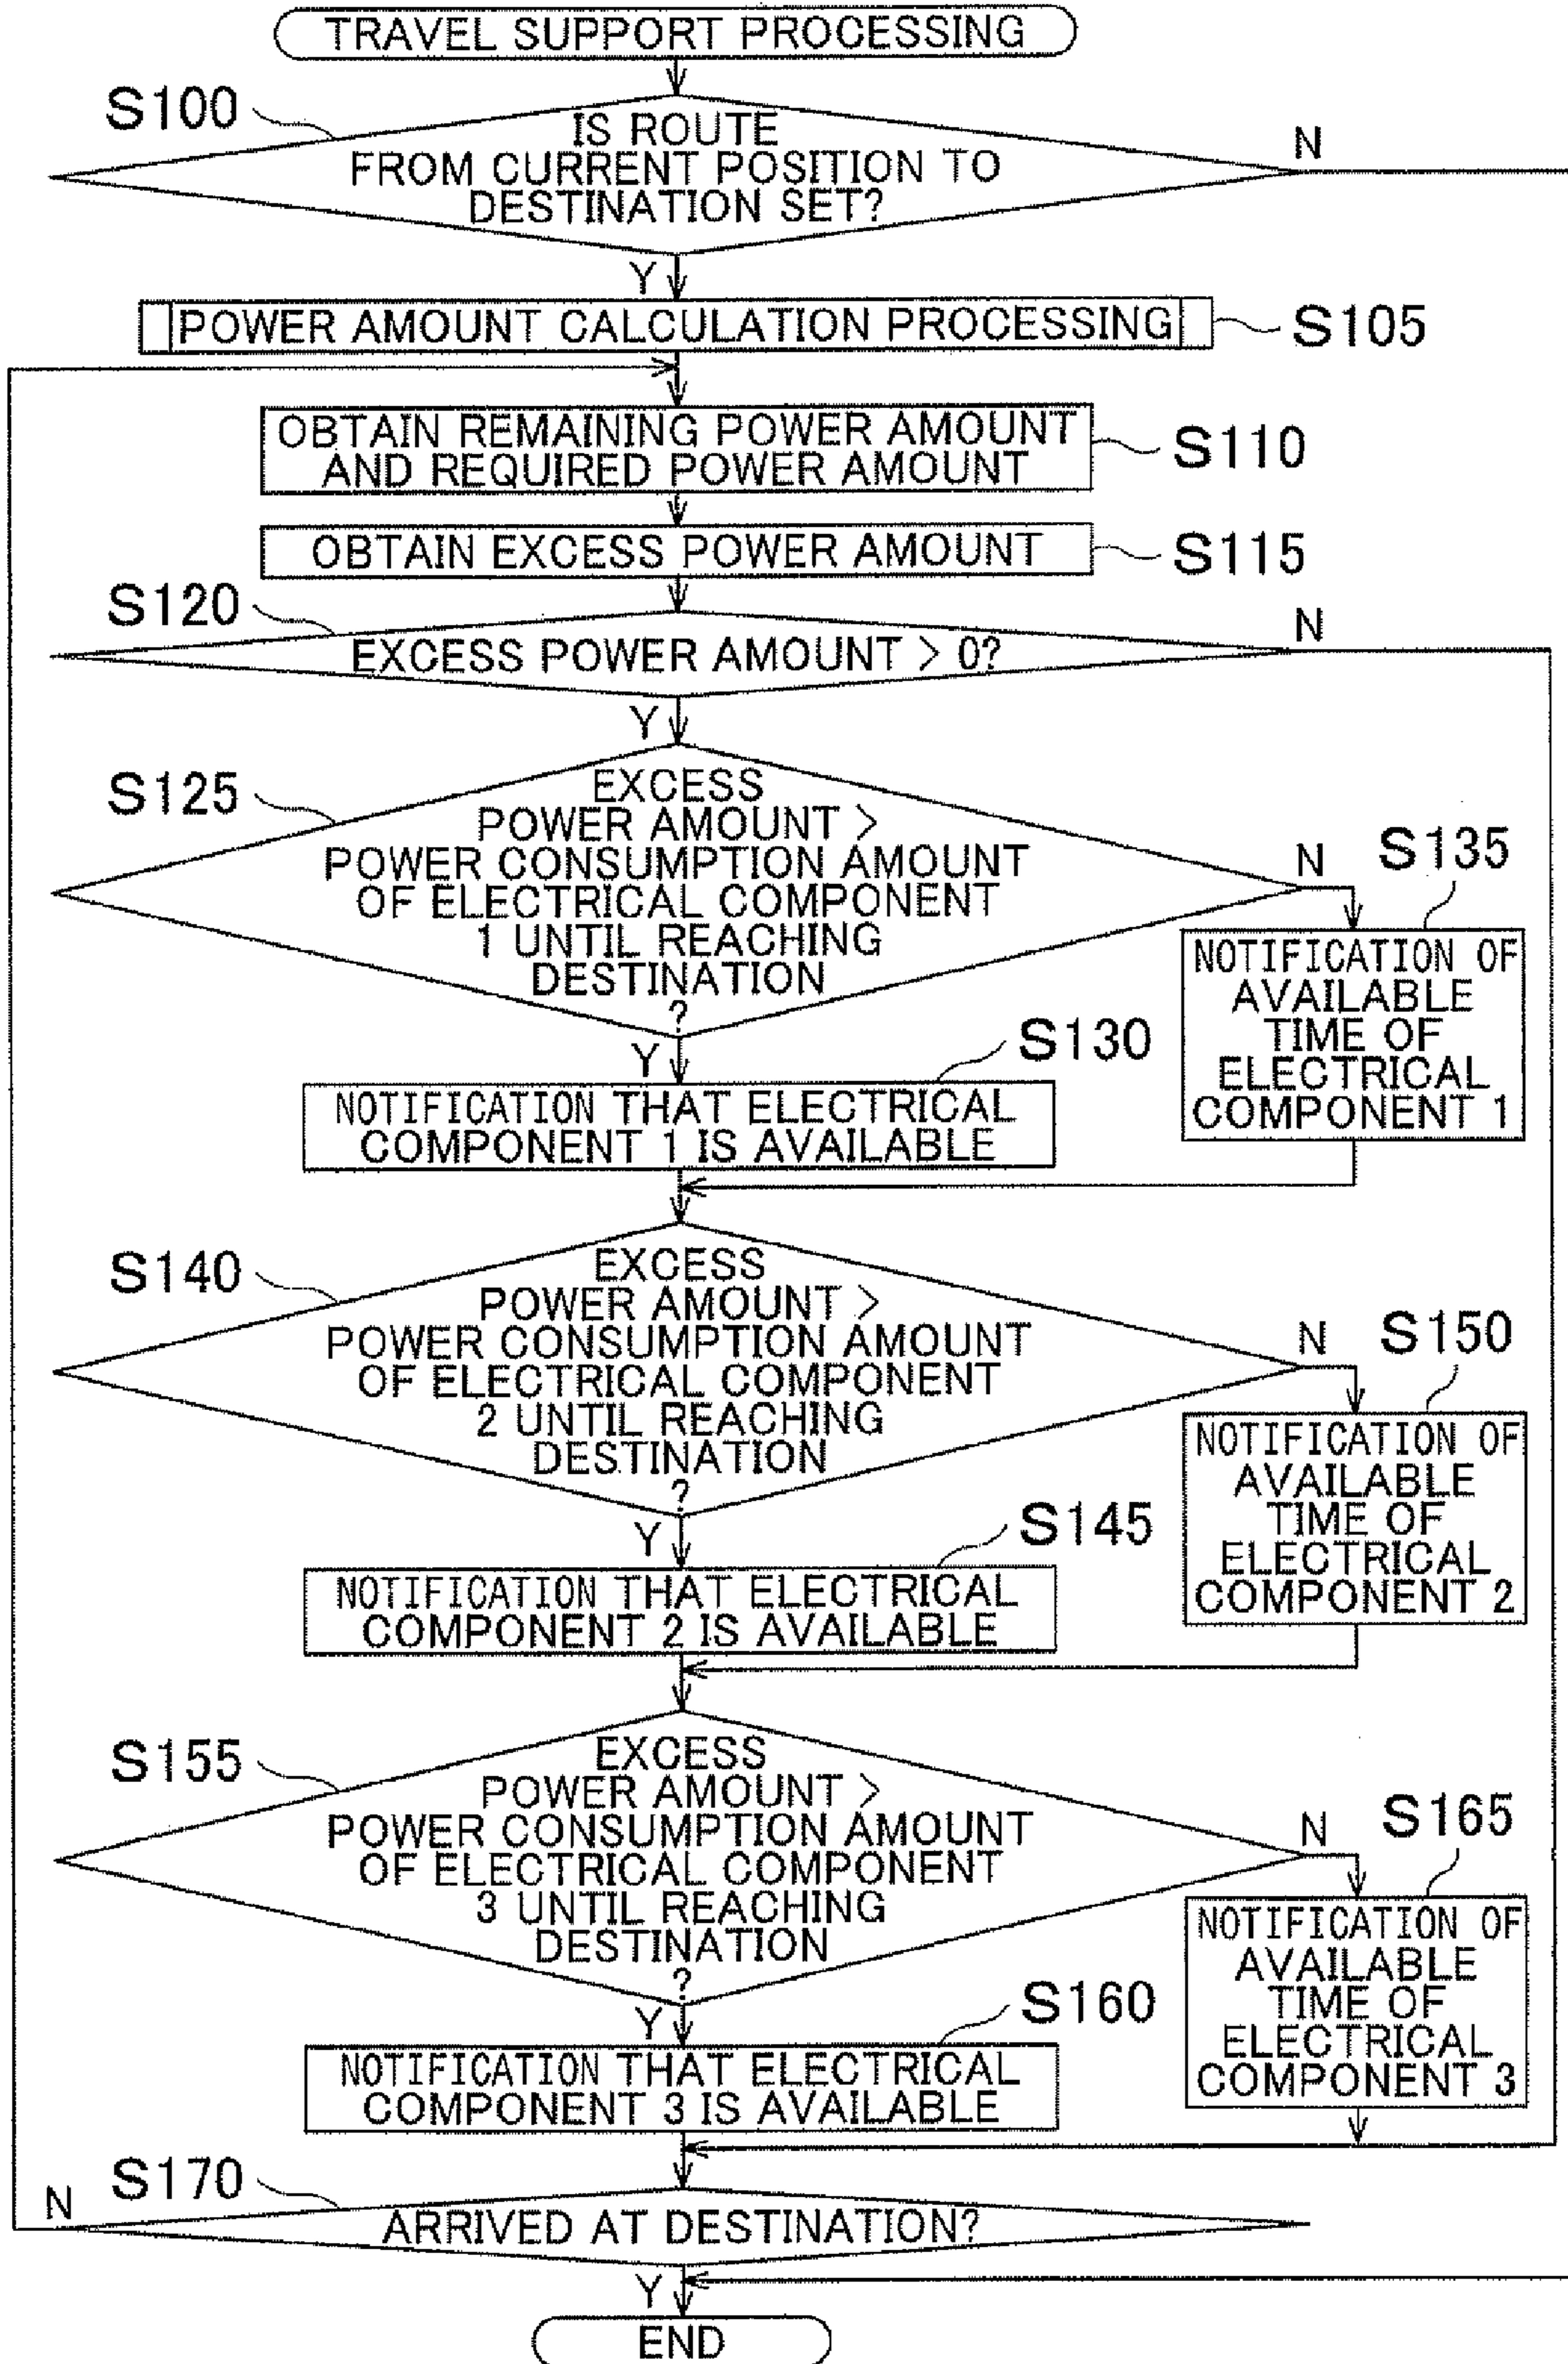 TRAVEL SUPPORT PROCESSING
S100
IS ROUTE
FROM CURRENT POSITION TO
DESTINATION SET?
N
Y
POWER AMOUNT CALCULATION PROCESSING
S105
OBTAIN REMAINING POWER AMOUNT
AND REQUIRED POWER AMOUNT
S110
OBTAIN EXCESS POWER AMOUNT
S115
S120
EXCESS POWER AMOUNT > 0?
N
Y
S125
EXCESS
POWER AMOUNT >
POWER CONSUMPTION AMOUNT
OF ELECTRICAL COMPONENT
1 UNTIL REACHING
DESTINATION
?
N
S135
NOTIFICATION OF
AVAILABLE
TIME OF
ELECTRICAL
COMPONENT 1
Y
S130
NOTIFICATION THAT ELECTRICAL
COMPONENT 1 IS AVAILABLE
S140
EXCESS
POWER AMOUNT >
POWER CONSUMPTION AMOUNT
OF ELECTRICAL COMPONENT
2 UNTIL REACHING
DESTINATION
?
N
S150
NOTIFICATION OF
AVAILABLE
TIME OF
ELECTRICAL
COMPONENT 2
Y
S145
NOTIFICATION THAT ELECTRICAL
COMPONENT 2 IS AVAILABLE
S155
EXCESS
POWER AMOUNT >
POWER CONSUMPTION AMOUNT
OF ELECTRICAL COMPONENT
3 UNTIL REACHING
DESTINATION
?
N
S165
NOTIFICATION OF
AVAILABLE
TIME OF
ELECTRICAL
COMPONENT 3
Y
S160
NOTIFICATION THAT ELECTRICAL
COMPONENT 3 IS AVAILABLE
N
S170
ARRIVED AT DESTINATION?
Y
END